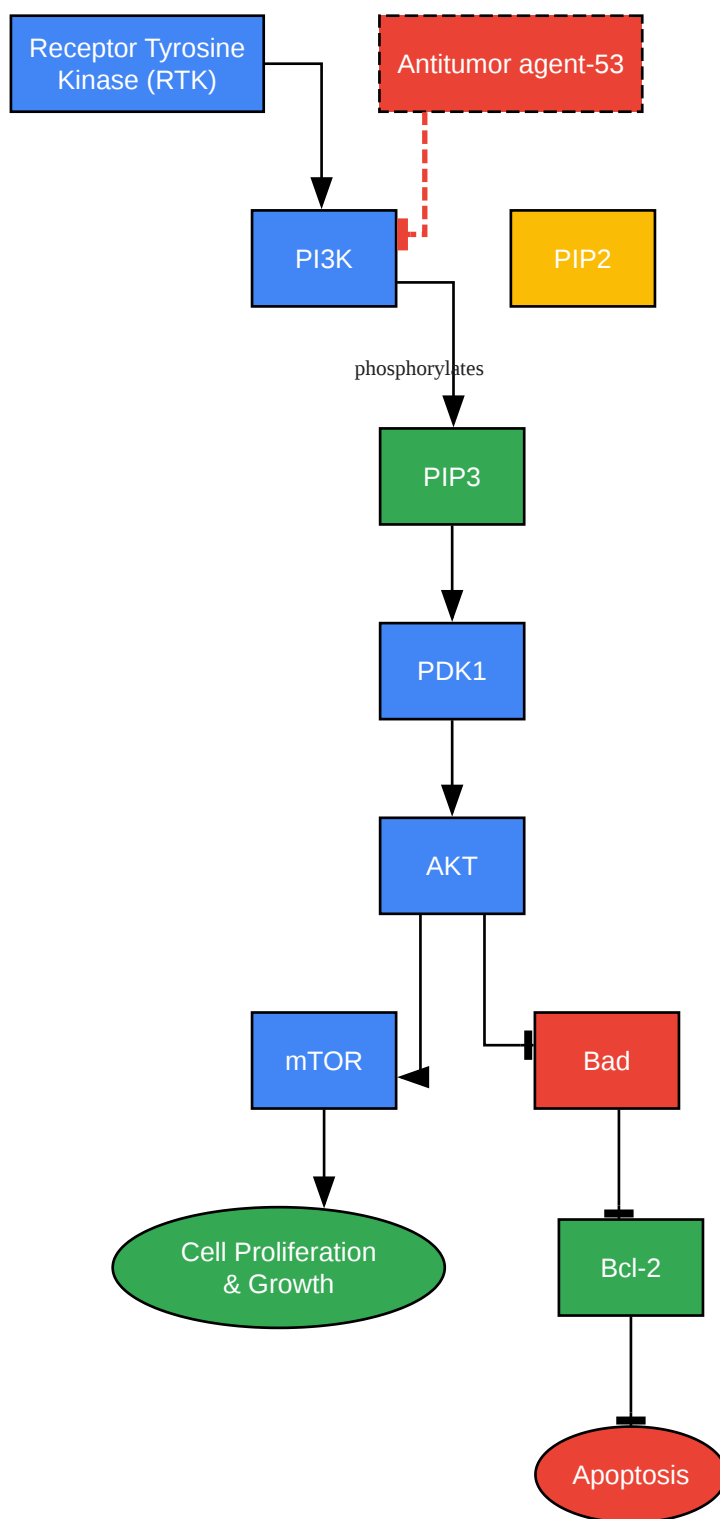 Receptor Tyrosine
Kinase (RTK)
Antitumor agent-53
PI3K
PIP2
phosphorylates
PIP3
PDK1
AKT
mTOR
Bad
Cell Proliferation
& Growth
Bcl-2
Apoptosis